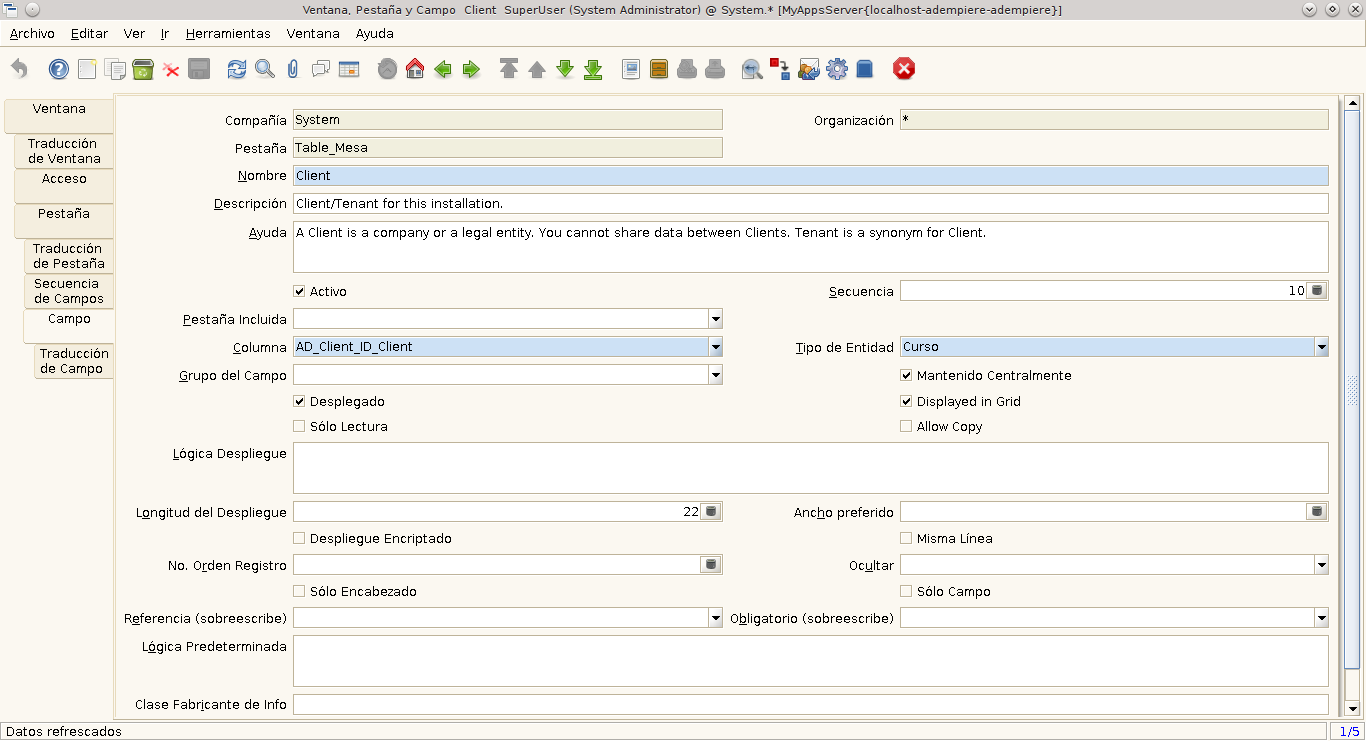 Ventana, Pestaña y Campo  Client  SuperUser (System Administrator) @ System.* [MyAppsServer{localhost-adempiere-adempiere}]
Archivo Editar Ver Ir Herramientas Ventana Ayuda
Ventana
Traducción
de Ventana
Acceso
Pestaña
Traducción
de Pestaña
Secuencia
de Campos
Campo
Traducción
de Campo
Compañía System Organización *
Pestaña Table_Mesa
Nombre Client
Descripción Client/Tenant for this installation.
Ayuda A Client is a company or a legal entity. You cannot share data between Clients. Tenant is a synonym for Client.
Activo Secuencia 10
Pestaña Incluida
Columna AD_Client_ID_Client Tipo de Entidad Curso
Grupo del Campo Mantenido Centralmente
Desplegado Displayed in Grid
Sólo Lectura Allow Copy
Lógica Despliegue
Longitud del Despliegue 22 Ancho preferido
Despliegue Encriptado Misma Línea
No. Orden Registro Ocultar
Sólo Encabezado Sólo Campo
Referencia (sobreescribe) Obligatorio (sobreescribe)
Lógica Predeterminada
Clase Fabricante de Info
Datos refrescados 1/5